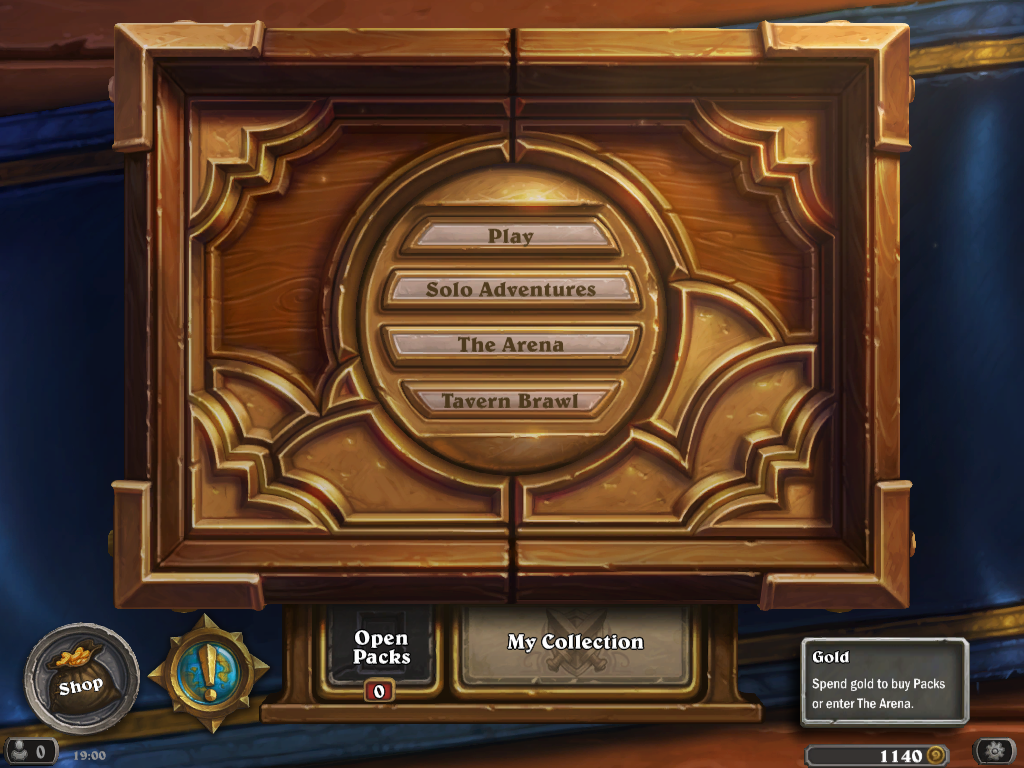 Play
Solo Adventures
The Arena
Tavern Brawl
Open
Packs
0
My Collection
Shop
Gold
Spend gold to buy Packs
or enter The Arena.
0
19:00
1140